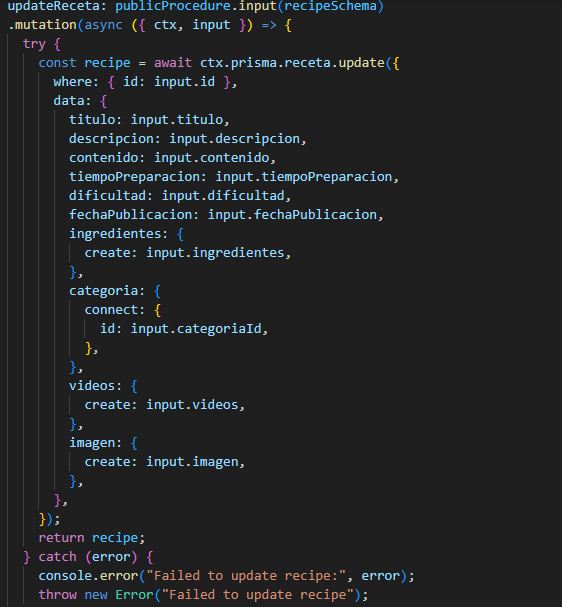 updateReceta: publicProcedure.input(recipeSchema)
.mutation(async ({ ctx, input }) => {
try {
const recipe = await ctx.prisma.receta.update({
where: { id: input.id },
data: {
titulo: input.titulo,
descripcion: input.descripcion,
contenido: input.contenido,
tiempoPreparacion: input.tiempoPreparacion,
dificultad: input.dificultad,
fechaPublicacion: input.fechaPublicacion,
ingredientes: {
create: input.ingredientes,
},
categoria: {
connect: {
id: input.categoriaId,
},
},
videos: {
create: input.videos,
},
imagen: {
create: input.imagen,
},
},
});
return recipe;
} catch (error) {
console.error("Failed to update recipe:", error);
throw new Error("Failed to update recipe");